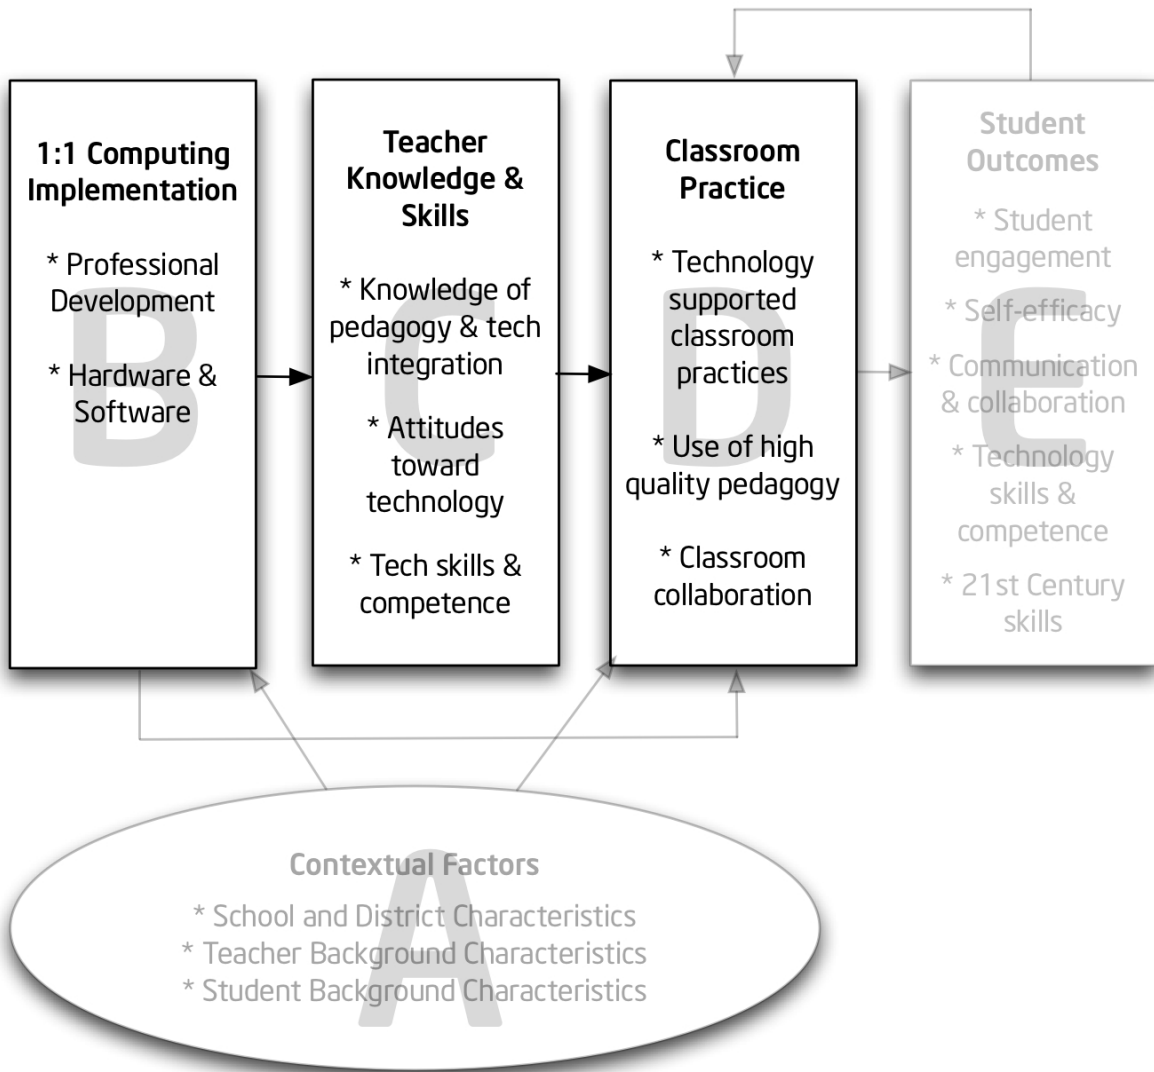 1:1 Computing
Implementation
* Professional
Development
* Hardware &
Software
B
Teacher
Knowledge &
Skills
* Knowledge of
pedagogy & tech
integration
* Attitudes
toward
technology
* Tech skills &
competence
C
Classroom
Practice
* Technology
supported
classroom
practices
* Use of high
quality pedagogy
* Classroom
collaboration
D
Student
Outcomes
* Student
engagement
* Self-efficacy
* Communication
& collaboration
* Technology
skills &
competence
* 21st Century
skills
E
Contextual Factors
* School and District Characteristics
* Teacher Background Characteristics
* Student Background Characteristics
A